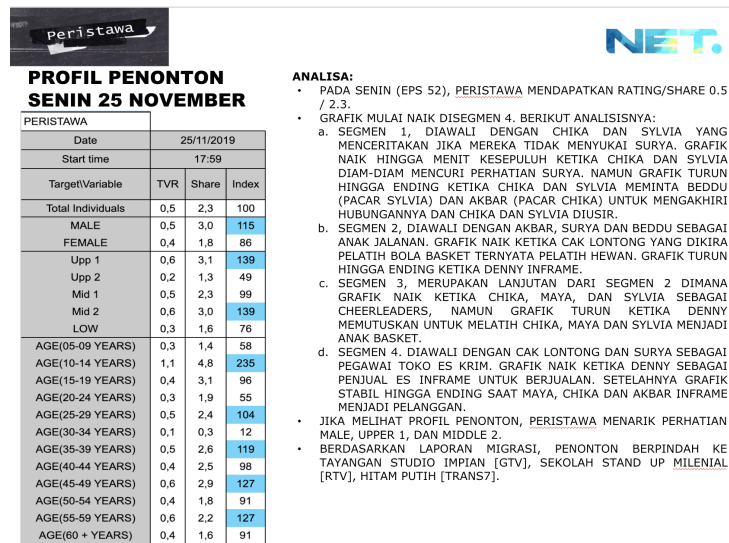 Peristawa
NET.
PROFIL PENONTON
SENIN 25 NOVEMBER
PERISTAWA
Date 25/11/2019
Start time 17:59
Target\Variable TVR Share Index
Total Individuals 0,5 2,3 100
MALE 0,5 3,0 115
FEMALE 0,4 1,8 86
Upp 1 0,6 3,1 139
Upp 2 0,2 1,3 49
Mid 1 0,5 2,3 99
Mid 2 0,6 3,0 139
LOW 0,3 1,6 76
AGE(05-09 YEARS) 0,3 1,4 58
AGE(10-14 YEARS) 1,1 4,8 235
AGE(15-19 YEARS) 0,4 3,1 96
AGE(20-24 YEARS) 0,3 1,9 55
AGE(25-29 YEARS) 0,5 2,4 104
AGE(30-34 YEARS) 0,1 0,3 12
AGE(35-39 YEARS) 0,5 2,6 119
AGE(40-44 YEARS) 0,4 2,5 98
AGE(45-49 YEARS) 0,6 2,9 127
AGE(50-54 YEARS) 0,4 1,8 91
AGE(55-59 YEARS) 0,6 2,2 127
AGE(60 + YEARS) 0,4 1,6 91
ANALISA:
• PADA SENIN (EPS 52), PERISTAWA MENDAPATKAN RATING/SHARE 0.5
/ 2.3.
• GRAFIK MULAI NAIK DISEGMEN 4. BERIKUT ANALISISNYA:
a. SEGMEN 1, DIAWALI DENGAN CHIKA DAN SYLVIA YANG
MENCERITAKAN JIKA MEREKA TIDAK MENYUKAI SURYA. GRAFIK
NAIK HINGGA MENIT KESEPULUH KETIKA CHIKA DAN SYLVIA
DIAM-DIAM MENCURI PERHATIAN SURYA. NAMUN GRAFIK TURUN
HINGGA ENDING KETIKA CHIKA DAN SYLVIA MEMINTA BEDDU
(PACAR SYLVIA) DAN AKBAR (PACAR CHIKA) UNTUK MENGAKHIRI
HUBUNGANNYA DAN CHIKA DAN SYLVIA DIUSIR.
b. SEGMEN 2, DIAWALI DENGAN AKBAR, SURYA DAN BEDDU SEBAGAI
ANAK JALANAN. GRAFIK NAIK KETIKA CAK LONTONG YANG DIKIRA
PELATIH BOLA BASKET TERNYATA PELATIH HEWAN. GRAFIK TURUN
HINGGA ENDING KETIKA DENNY INFRAME.
c. SEGMEN 3, MERUPAKAN LANJUTAN DARI SEGMEN 2 DIMANA
GRAFIK NAIK KETIKA CHIKA, MAYA, DAN SYLVIA SEBAGAI
CHEERLEADERS, NAMUN GRAFIK TURUN KETIKA DENNY
MEMUTUSKAN UNTUK MELATIH CHIKA, MAYA DAN SYLVIA MENJADI
ANAK BASKET.
d. SEGMEN 4. DIAWALI DENGAN CAK LONTONG DAN SURYA SEBAGAI
PEGAWAI TOKO ES KRIM. GRAFIK NAIK KETIKA DENNY SEBAGAI
PENJUAL ES INFRAME UNTUK BERJUALAN. SETELAHNYA GRAFIK
STABIL HINGGA ENDING SAAT MAYA, CHIKA DAN AKBAR INFRAME
MENJADI PELANGGAN.
• JIKA MELIHAT PROFIL PENONTON, PERISTAWA MENARIK PERHATIAN
MALE, UPPER 1, DAN MIDDLE 2.
• BERDASARKAN LAPORAN MIGRASI, PENONTON BERPINDAH KE
TAYANGAN STUDIO IMPIAN [GTV], SEKOLAH STAND UP MILENIAL
[RTV], HITAM PUTIH [TRANS7].